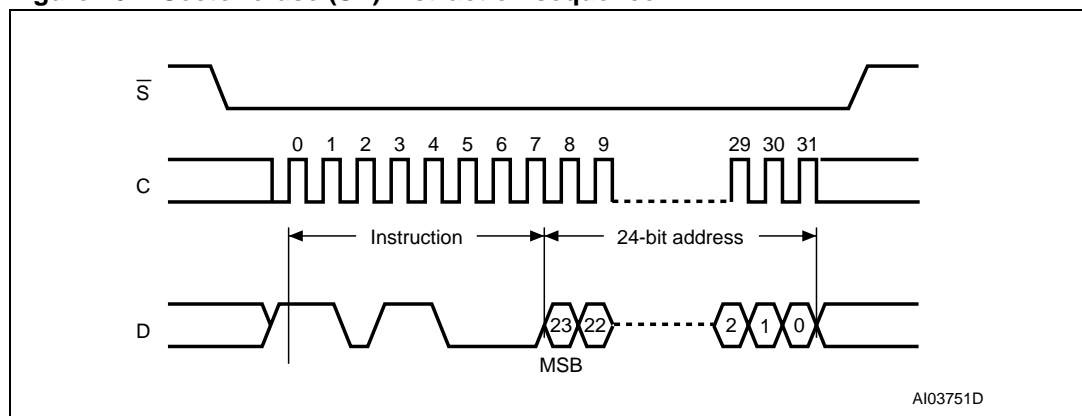 S
0 1 2 3 4 5 6 7 8 9 29 30 31
C
Instruction 24-bit address
D
23 22 2 1 0
MSB
AI03751D